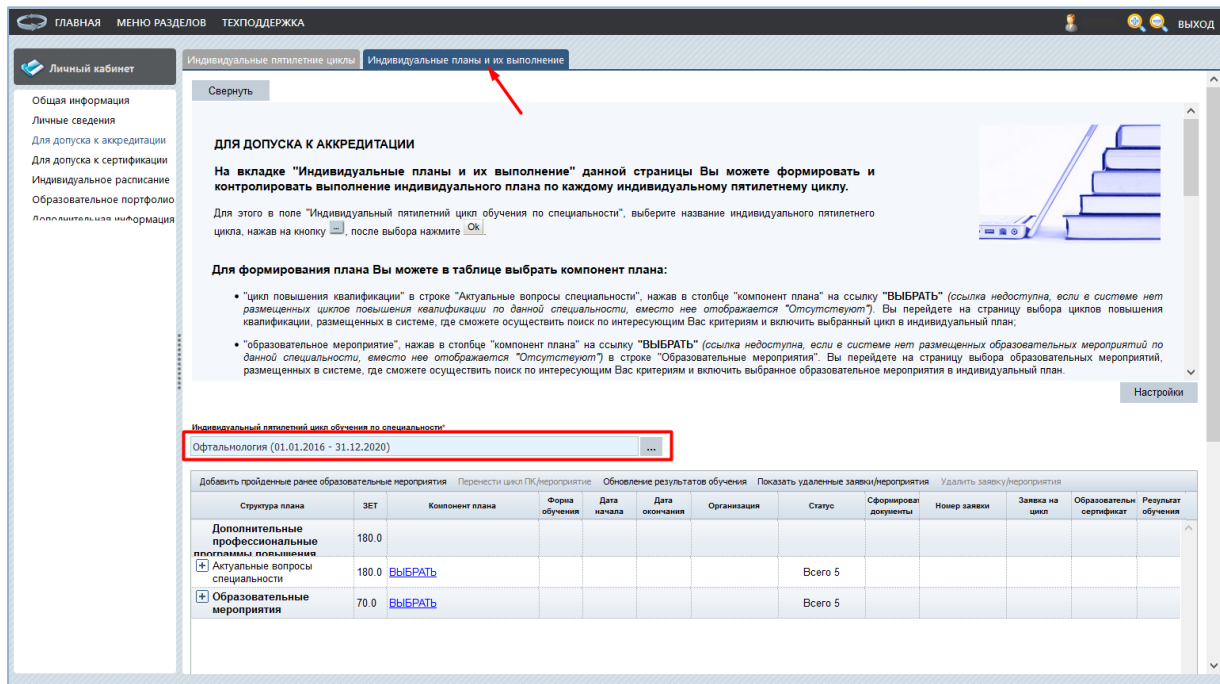 ГЛАВНАЯ МЕНЮ РАЗДЕЛОВ ТЕХПОДДЕРЖКА ВЫХОД
Личный кабинет
Общая информация
Личные сведения
Для допуска к аккредитации
Для допуска к сертификации
Индивидуальное расписание
Образовательное портфолио
Дополнительная информация
Индивидуальные пятилетние циклы Индивидуальные планы и их выполнение
Свернуть
ДЛЯ ДОПУСКА К АККРЕДИТАЦИИ
На вкладке "Индивидуальные планы и их выполнение" данной страницы Вы можете формировать и
контролировать выполнение индивидуального плана по каждому индивидуальному пятилетнему циклу.
Для этого в поле "Индивидуальный пятилетний цикл обучения по специальности", выберите название индивидуального пятилетнего
цикла, нажав на кнопку ... , после выбора нажмите Ok .
Для формирования плана Вы можете в таблице выбрать компонент плана:
• "цикл повышения квалификации" в строке "Актуальные вопросы специальности", нажав в столбце "компонент плана" на ссылку "ВЫБРАТЬ" (ссылка недоступна, если в системе нет
размещенных циклов повышения квалификации по данной специальности, вместо нее отображается "Отсутствуют"). Вы перейдете на страницу выбора циклов повышения
квалификации, размещенных в системе, где сможете осуществить поиск по интересующим Вас критериям и включить выбранный цикл в индивидуальный план;
• "образовательное мероприятие", нажав в столбце "компонент плана" на ссылку "ВЫБРАТЬ" (ссылка недоступна, если в системе нет размещенных образовательных мероприятий по
данной специальности, вместо нее отображается "Отсутствуют") в строке "Образовательные мероприятия". Вы перейдете на страницу выбора образовательных мероприятий,
размещенных в системе, где сможете осуществить поиск по интересующим Вас критериям и включить выбранное образовательное мероприятия в индивидуальный план.
Настройки
Индивидуальный пятилетний цикл обучения по специальности*
Офтальмология (01.01.2016 - 31.12.2020) ...
Добавить пройденные ранее образовательные мероприятия Перенести цикл ПК/мероприятие Обновление результатов обучения Показать удаленные заявки/мероприятия Удалить заявку/мероприятия
Структура плана ЗЕТ Компонент плана Форма обучения Дата начала Дата окончания Организация Статус Сформироват документы Номер заявки Заявка на цикл Образовательн сертификат Результат обучения
Дополнительные
профессиональные 180.0
программы повышения
Актуальные вопросы
специальности 180.0 ВЫБРАТЬ Всего 5
Образовательные
мероприятия 70.0 ВЫБРАТЬ Всего 5